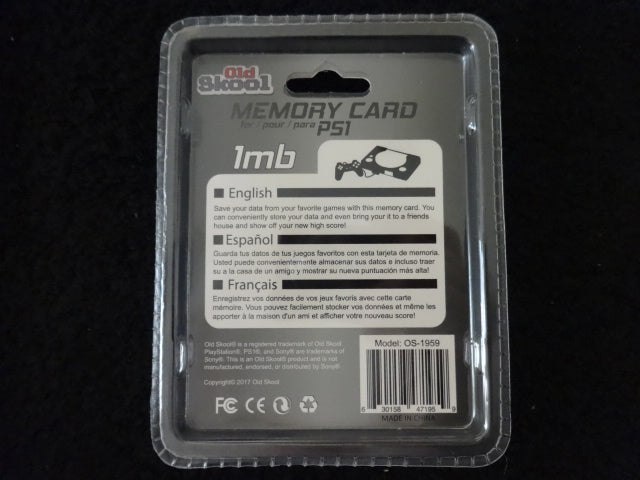 Old
Skool
MEMORY CARD
for / pour / para PS1
1mb
English
Save your data from your favorite games with this memory card. You
can conveniently store your data and even bring your it to a friends
house and show off your new high score!
Español
Guarda tus datos de tus juegos favoritos con esta tarjeta de memoria.
Usted puede convenientemente almacenar sus datos e incluso traer
su a la casa de un amigo y mostrar su nueva puntuación más alta!
Français
Enregistrez vos données de vos jeux favoris avec cette carte
mémoire. Vous pouvez facilement stocker vos données et même les
apporter à la maison d'un ami et afficher votre nouveau score!
Old Skool® is a registered trademark of Old Skool.
PlayStation®, PS1®, and Sony® are trademarks of
Sony®. This is an Old Skool® product and is not
manufactured, endorsed, or distributed by Sony®.
Copyright© 2017 Old Skool
Model: OS-1959
6 30158 47195 9
MADE IN CHINA
FC CE